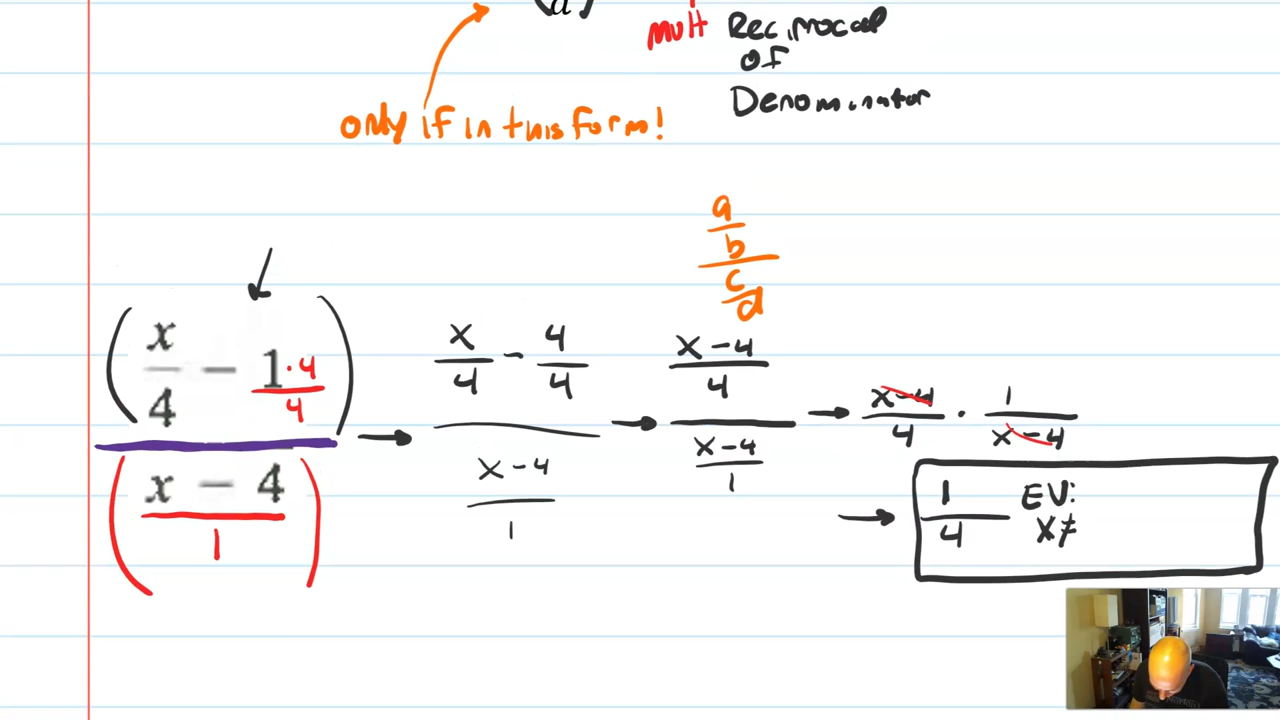 (d)
mult Reciprocal
of
Denominator
only if in this form!
a/b / c/d
(x/4 − 1·4/4) / ((x − 4)/1) → (x/4 − 4/4) / ((x−4)/1) → ((x−4)/4) / ((x−4)/1) → (x−4)/4 · 1/(x−4)
→ 1/4 EV:
x≠